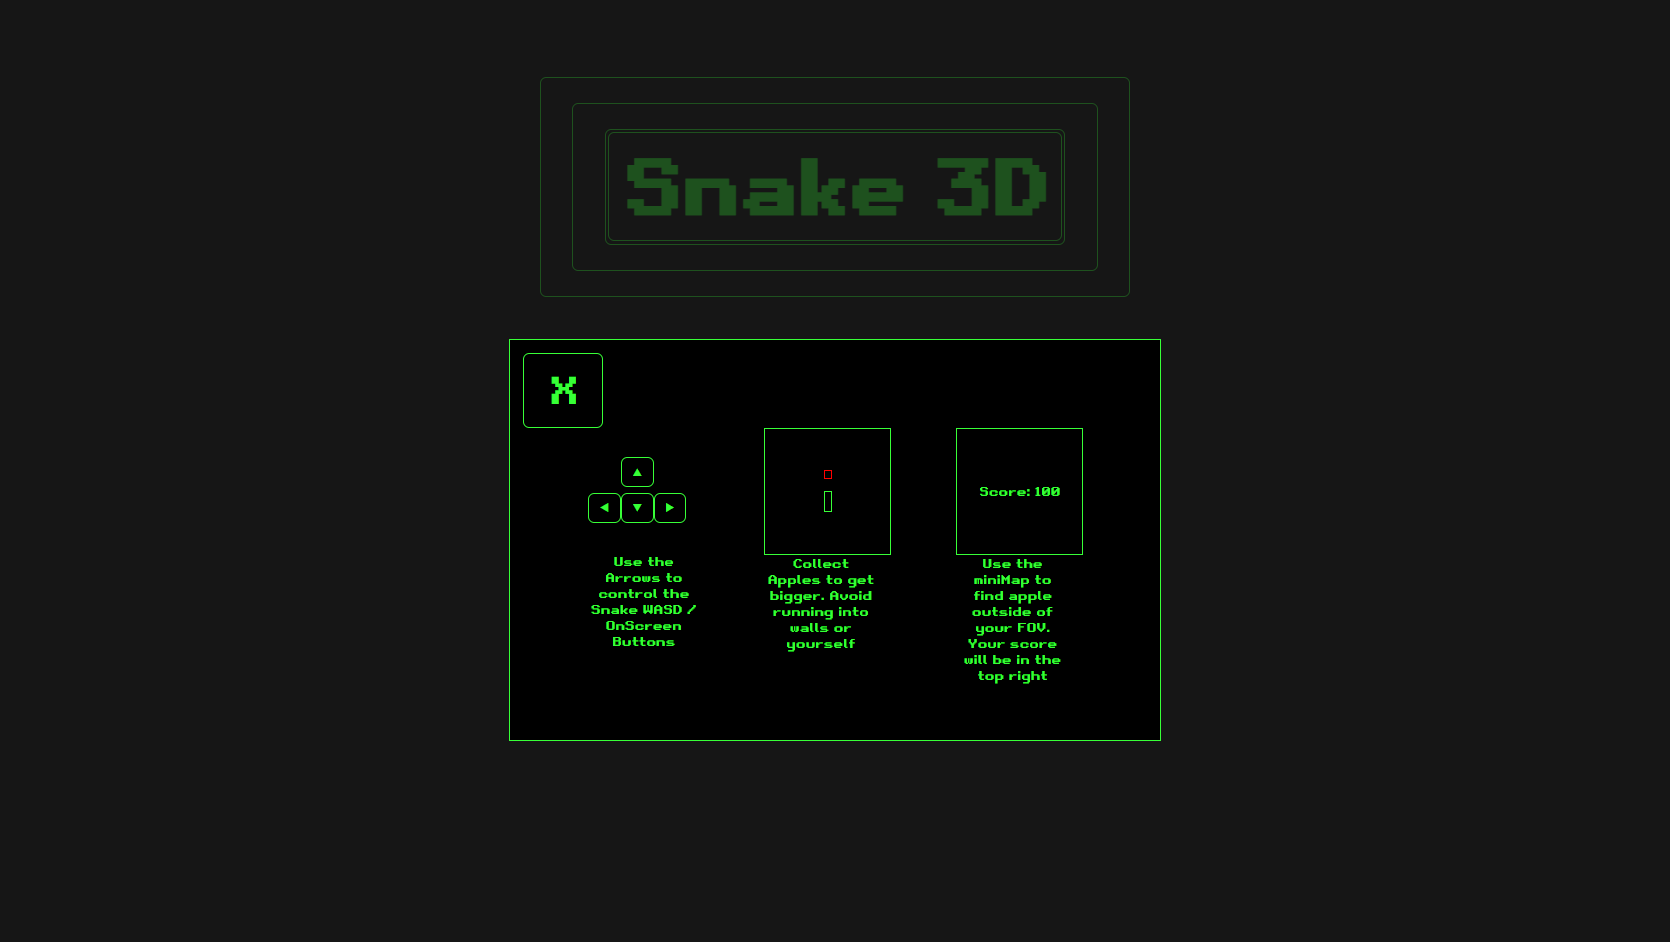 Snake 3D
X
▲
◄ ▼ ►
Use the
Arrows to
control the
Snake WASD /
OnScreen
Buttons
Collect
Apples to get
bigger. Avoid
running into
walls or
yourself
Score: 100
Use the
miniMap to
find apple
outside of
your FOV.
Your score
will be in the
top right